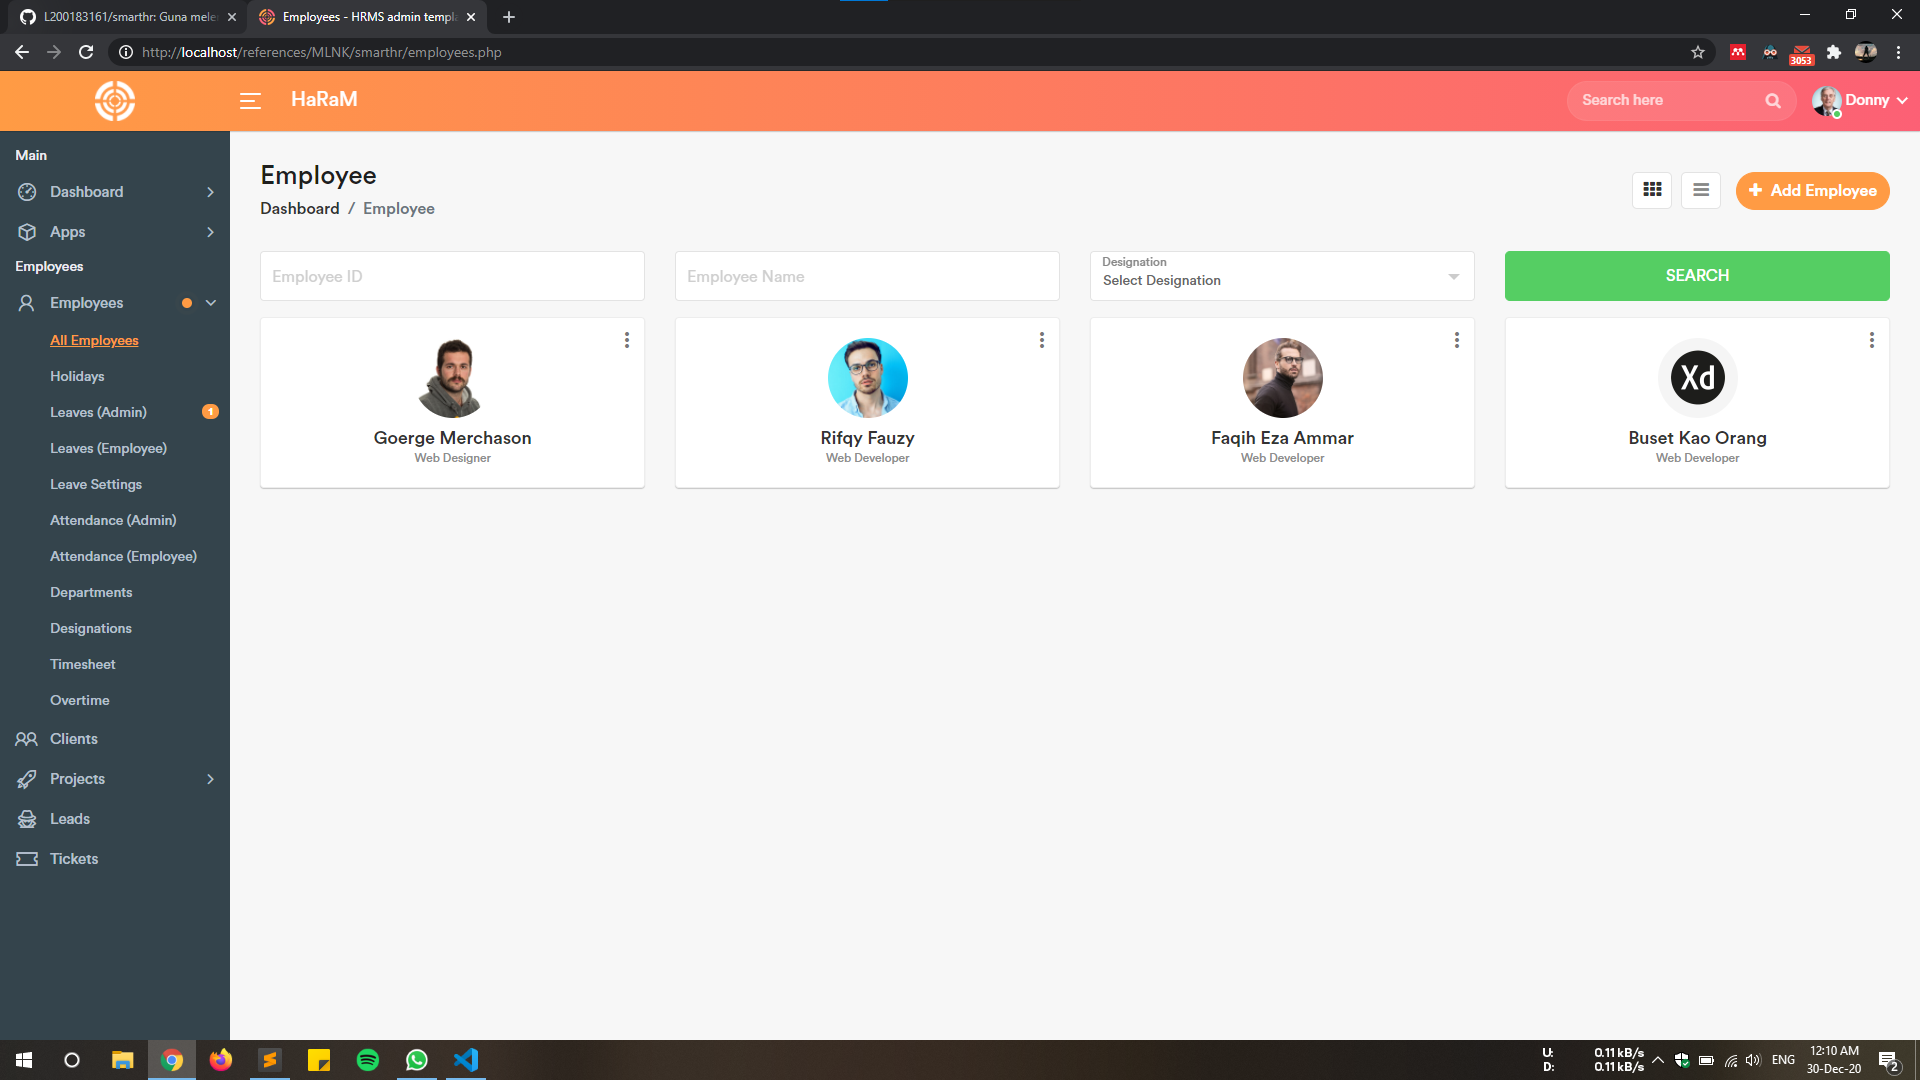 L200183161/smarthr: Guna mele
Employees - HRMS admin templa
http://localhost/references/MLNK/smarthr/employees.php
3053
HaRaM
Search here
Donny
Main
Dashboard
Apps
Employees
Employees
All Employees
Holidays
Leaves (Admin)
1
Leaves (Employee)
Leave Settings
Attendance (Admin)
Attendance (Employee)
Departments
Designations
Timesheet
Overtime
Clients
Projects
Leads
Tickets
Employee
Dashboard / Employee
+ Add Employee
Employee ID
Employee Name
Designation
Select Designation
SEARCH
Goerge Merchason
Web Designer
Rifqy Fauzy
Web Developer
Faqih Eza Ammar
Web Developer
Xd
Buset Kao Orang
Web Developer
U: 0.11 kB/s
D: 0.11 kB/s
ENG
12:10 AM
30-Dec-20
2